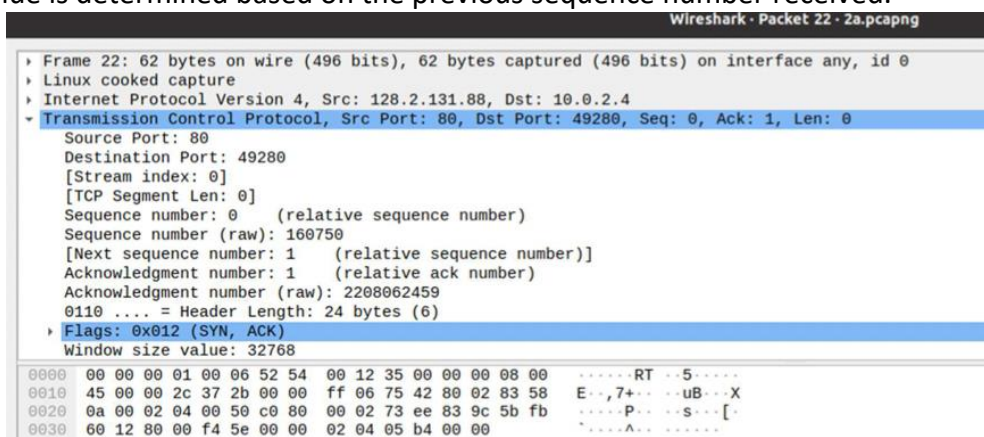 ue is determined based on the previous sequence number received.
Wireshark · Packet 22 · 2a.pcapng
Frame 22: 62 bytes on wire (496 bits), 62 bytes captured (496 bits) on interface any, id 0
Linux cooked capture
Internet Protocol Version 4, Src: 128.2.131.88, Dst: 10.0.2.4
Transmission Control Protocol, Src Port: 80, Dst Port: 49280, Seq: 0, Ack: 1, Len: 0
Source Port: 80
Destination Port: 49280
[Stream index: 0]
[TCP Segment Len: 0]
Sequence number: 0 (relative sequence number)
Sequence number (raw): 160750
[Next sequence number: 1 (relative sequence number)]
Acknowledgment number: 1 (relative ack number)
Acknowledgment number (raw): 2208062459
0110 .... = Header Length: 24 bytes (6)
Flags: 0x012 (SYN, ACK)
Window size value: 32768
0000 00 00 00 01 00 06 52 54 00 12 35 00 00 00 08 00 ······RT ··5·····
0010 45 00 00 2c 37 2b 00 00 ff 06 75 42 80 02 83 58 E··,7+·· ··uB···X
0020 0a 00 02 04 00 50 c0 80 00 02 73 ee 83 9c 5b fb ·····P·· ··s···[·
0030 60 12 80 00 f4 5e 00 00 02 04 05 b4 00 00 `····^·· ······